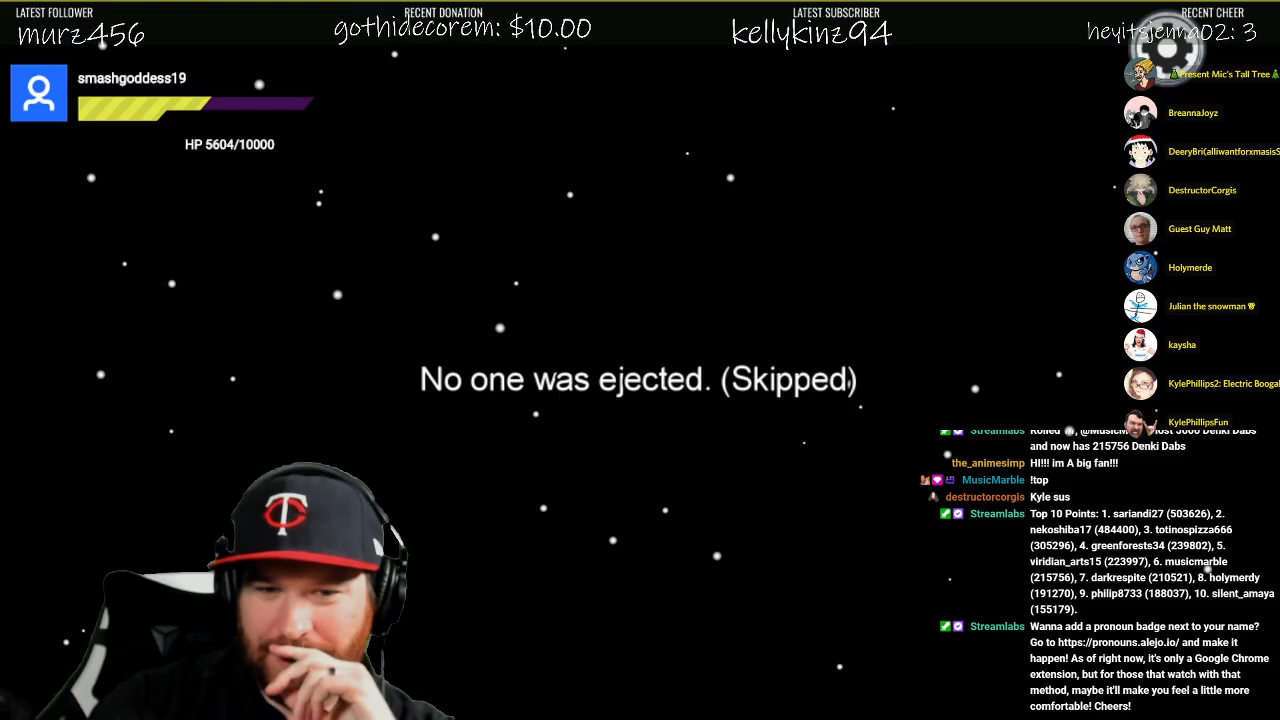 LATEST FOLLOWER
murz456
RECENT DONATION
gothidecorem: $10.00
LATEST SUBSCRIBER
kellykinz94
RECENT CHEER
heyitsjenna02: 3
smashgoddess19
HP 5604/10000
Present Mic's Tall Tree
BreannaJoyz
DeeryBri(alliwantforxmasis
DestructorCorgis
Guest Guy Matt
Holymerde
Julian the snowman
kaysha
KylePhillips2: Electric Boogal
KylePhillipsFun
No one was ejected. (Skipped)
Streamlabs Rolled lost 3000 Denki Dabs
and now has 215756 Denki Dabs
the_animesimp HI!!! im A big fan!!!
MusicMarble !top
destructorcorgis Kyle sus
Streamlabs Top 10 Points: 1. sariandi27 (503626), 2.
nekoshiba17 (484400), 3. totinospizza666
(305296), 4. greenforests34 (239802), 5.
viridian_arts15 (223997), 6. musicmarble
(215756), 7. darkrespite (210521), 8. holymerdy
(191270), 9. philip8733 (188037), 10. silent_amaya
(155179).
Streamlabs Wanna add a pronoun badge next to your name?
Go to https://pronouns.alejo.io/ and make it
happen! As of right now, it's only a Google Chrome
extension, but for those that watch with that
method, maybe it'll make you feel a little more
comfortable! Cheers!
T
C